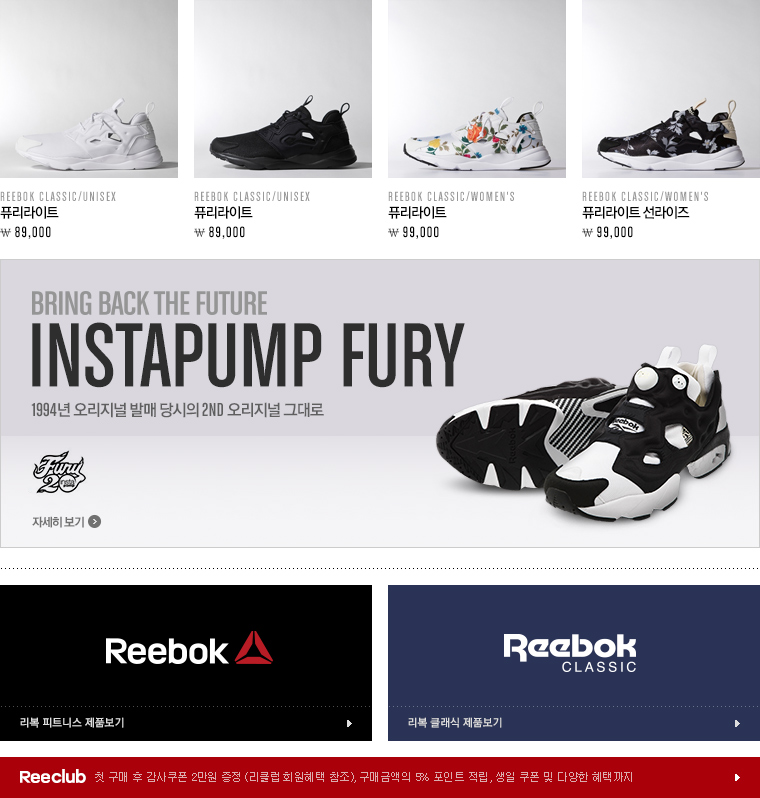 REEBOK CLASSIC/UNISEX
퓨리라이트
₩ 89,000
REEBOK CLASSIC/UNISEX
퓨리라이트
₩ 89,000
REEBOK CLASSIC/WOMEN'S
퓨리라이트
₩ 99,000
REEBOK CLASSIC/WOMEN'S
퓨리라이트 선라이즈
₩ 99,000
BRING BACK THE FUTURE
INSTAPUMP FURY
1994년 오리지널 발매 당시의 2ND 오리지널 그대로
Reebok
Reebok
Fury
20
자세히 보기
Reebok
리복 피트니스 제품보기
Reebok
CLASSIC
리복 클래식 제품보기
Reeclub 첫 구매 후 감사쿠폰 2만원 증정 (리클럽 회원혜택 참조), 구매금액의 5% 포인트 적립, 생일 쿠폰 및 다양한 혜택까지